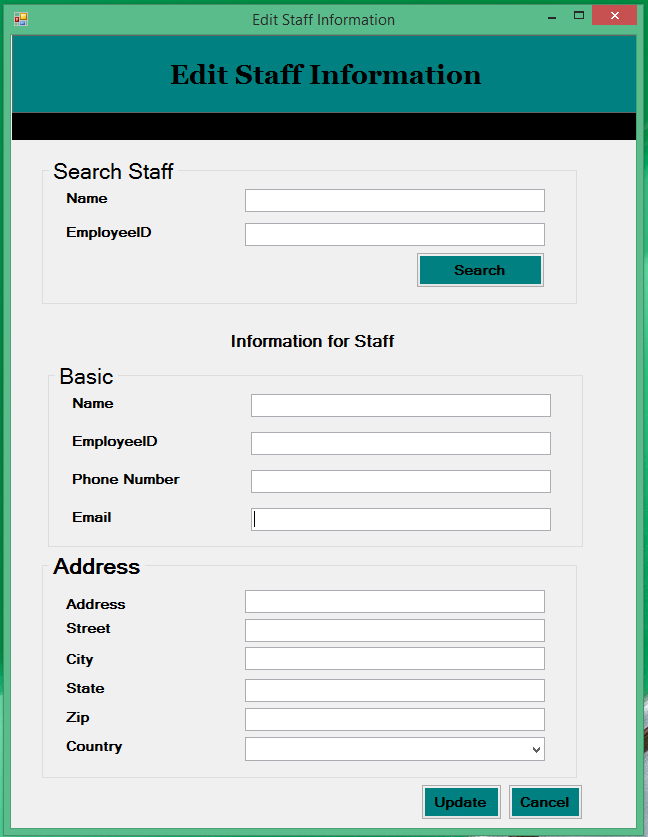 Edit Staff Information
Edit Staff Information
Search Staff
Name
EmployeeID
Search
Information for Staff
Basic
Name
EmployeeID
Phone Number
Email
Address
Address
Street
City
State
Zip
Country
Update Cancel